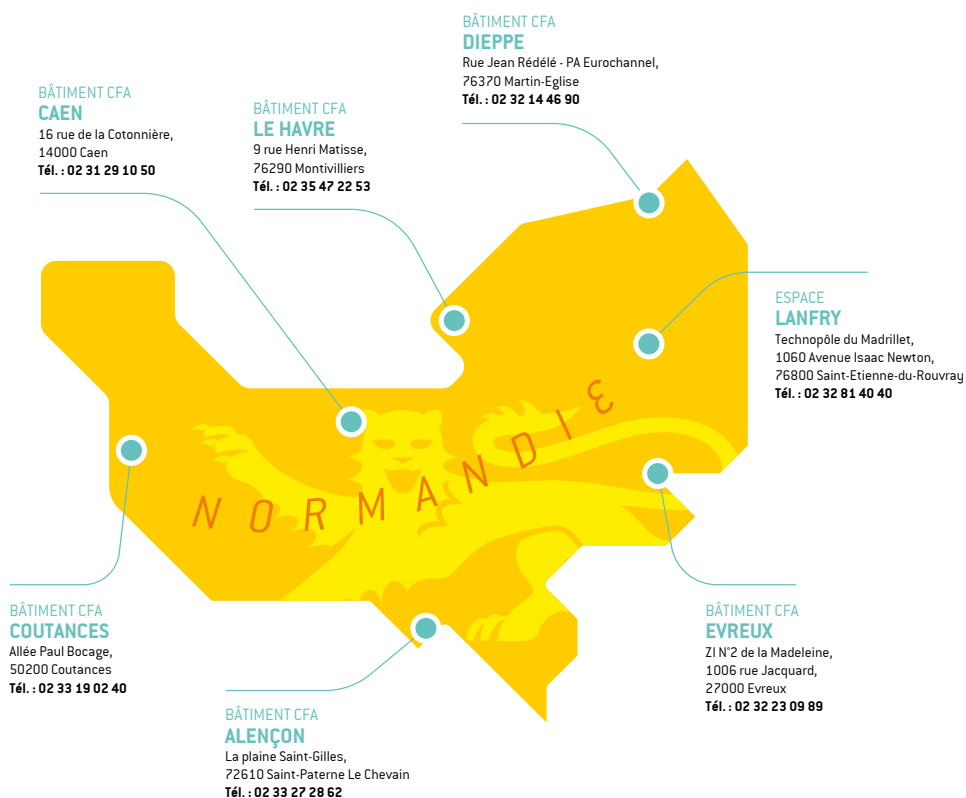 BÂTIMENT CFA
DIEPPE
Rue Jean Rédélé - PA Eurochannel,
76370 Martin-Eglise
Tél. : 02 32 14 46 90
BÂTIMENT CFA
CAEN
16 rue de la Cotonnière,
14000 Caen
Tél. : 02 31 29 10 50
BÂTIMENT CFA
LE HAVRE
9 rue Henri Matisse,
76290 Montivilliers
Tél. : 02 35 47 22 53
ESPACE
LANFRY
Technopôle du Madrillet,
1060 Avenue Isaac Newton,
76800 Saint-Etienne-du-Rouvray
Tél. : 02 32 81 40 40
NORMANDIE
BÂTIMENT CFA
COUTANCES
Allée Paul Bocage,
50200 Coutances
Tél. : 02 33 19 02 40
BÂTIMENT CFA
EVREUX
ZI N°2 de la Madeleine,
1006 rue Jacquard,
27000 Evreux
Tél. : 02 32 23 09 89
BÂTIMENT CFA
ALENÇON
La plaine Saint-Gilles,
72610 Saint-Paterne Le Chevain
Tél. : 02 33 27 28 62